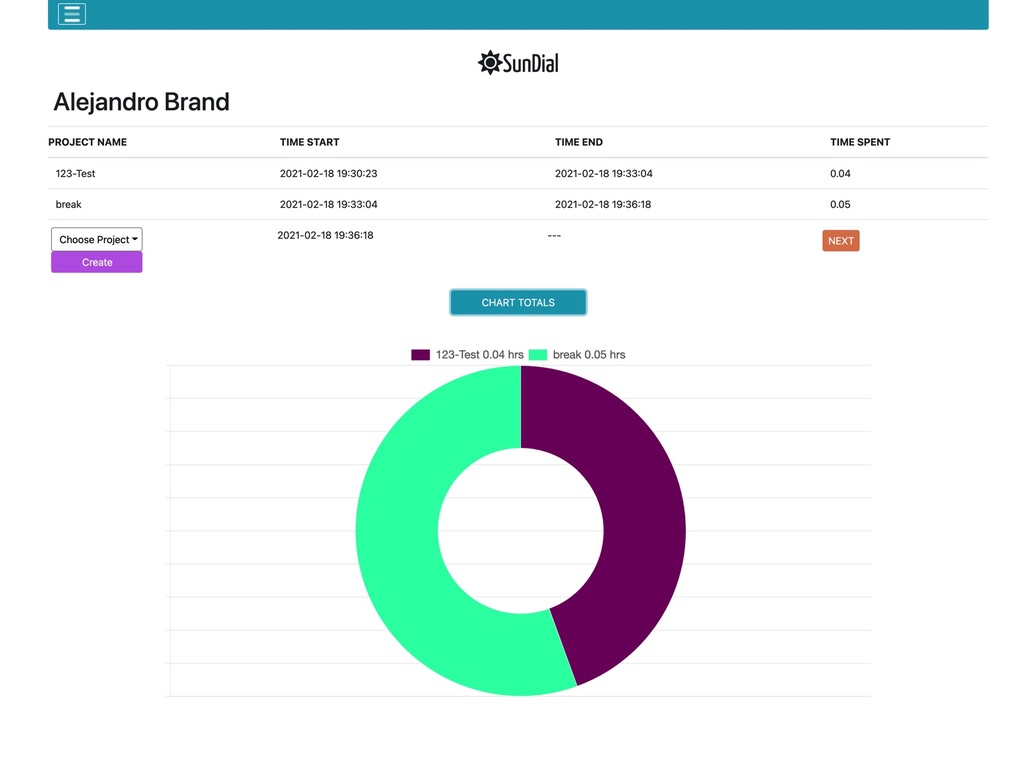 SunDial
Alejandro Brand
PROJECT NAME TIME START TIME END TIME SPENT
123-Test 2021-02-18 19:30:23 2021-02-18 19:33:04 0.04
break 2021-02-18 19:33:04 2021-02-18 19:36:18 0.05
Choose Project 2021-02-18 19:36:18 --- NEXT
Create
CHART TOTALS
123-Test 0.04 hrs break 0.05 hrs